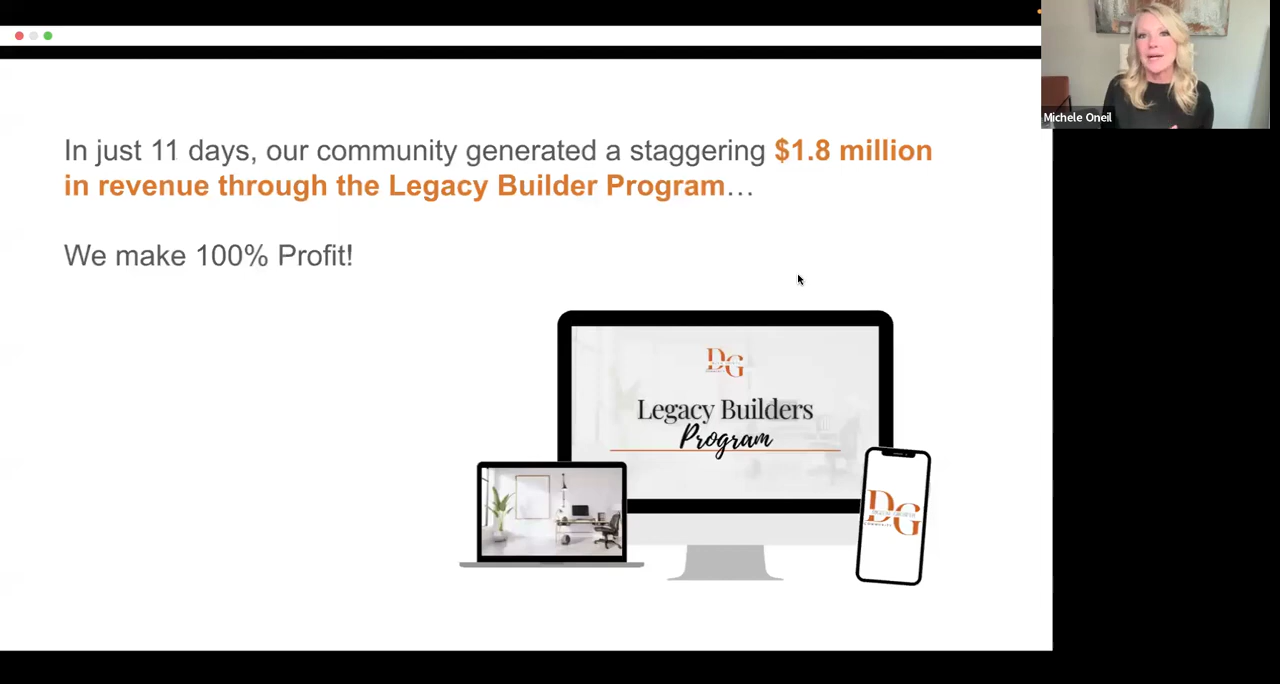 Michele Oneil
In just 11 days, our community generated a staggering $1.8 million
in revenue through the Legacy Builder Program…
We make 100% Profit!
DG
Legacy Builders
Program
DG